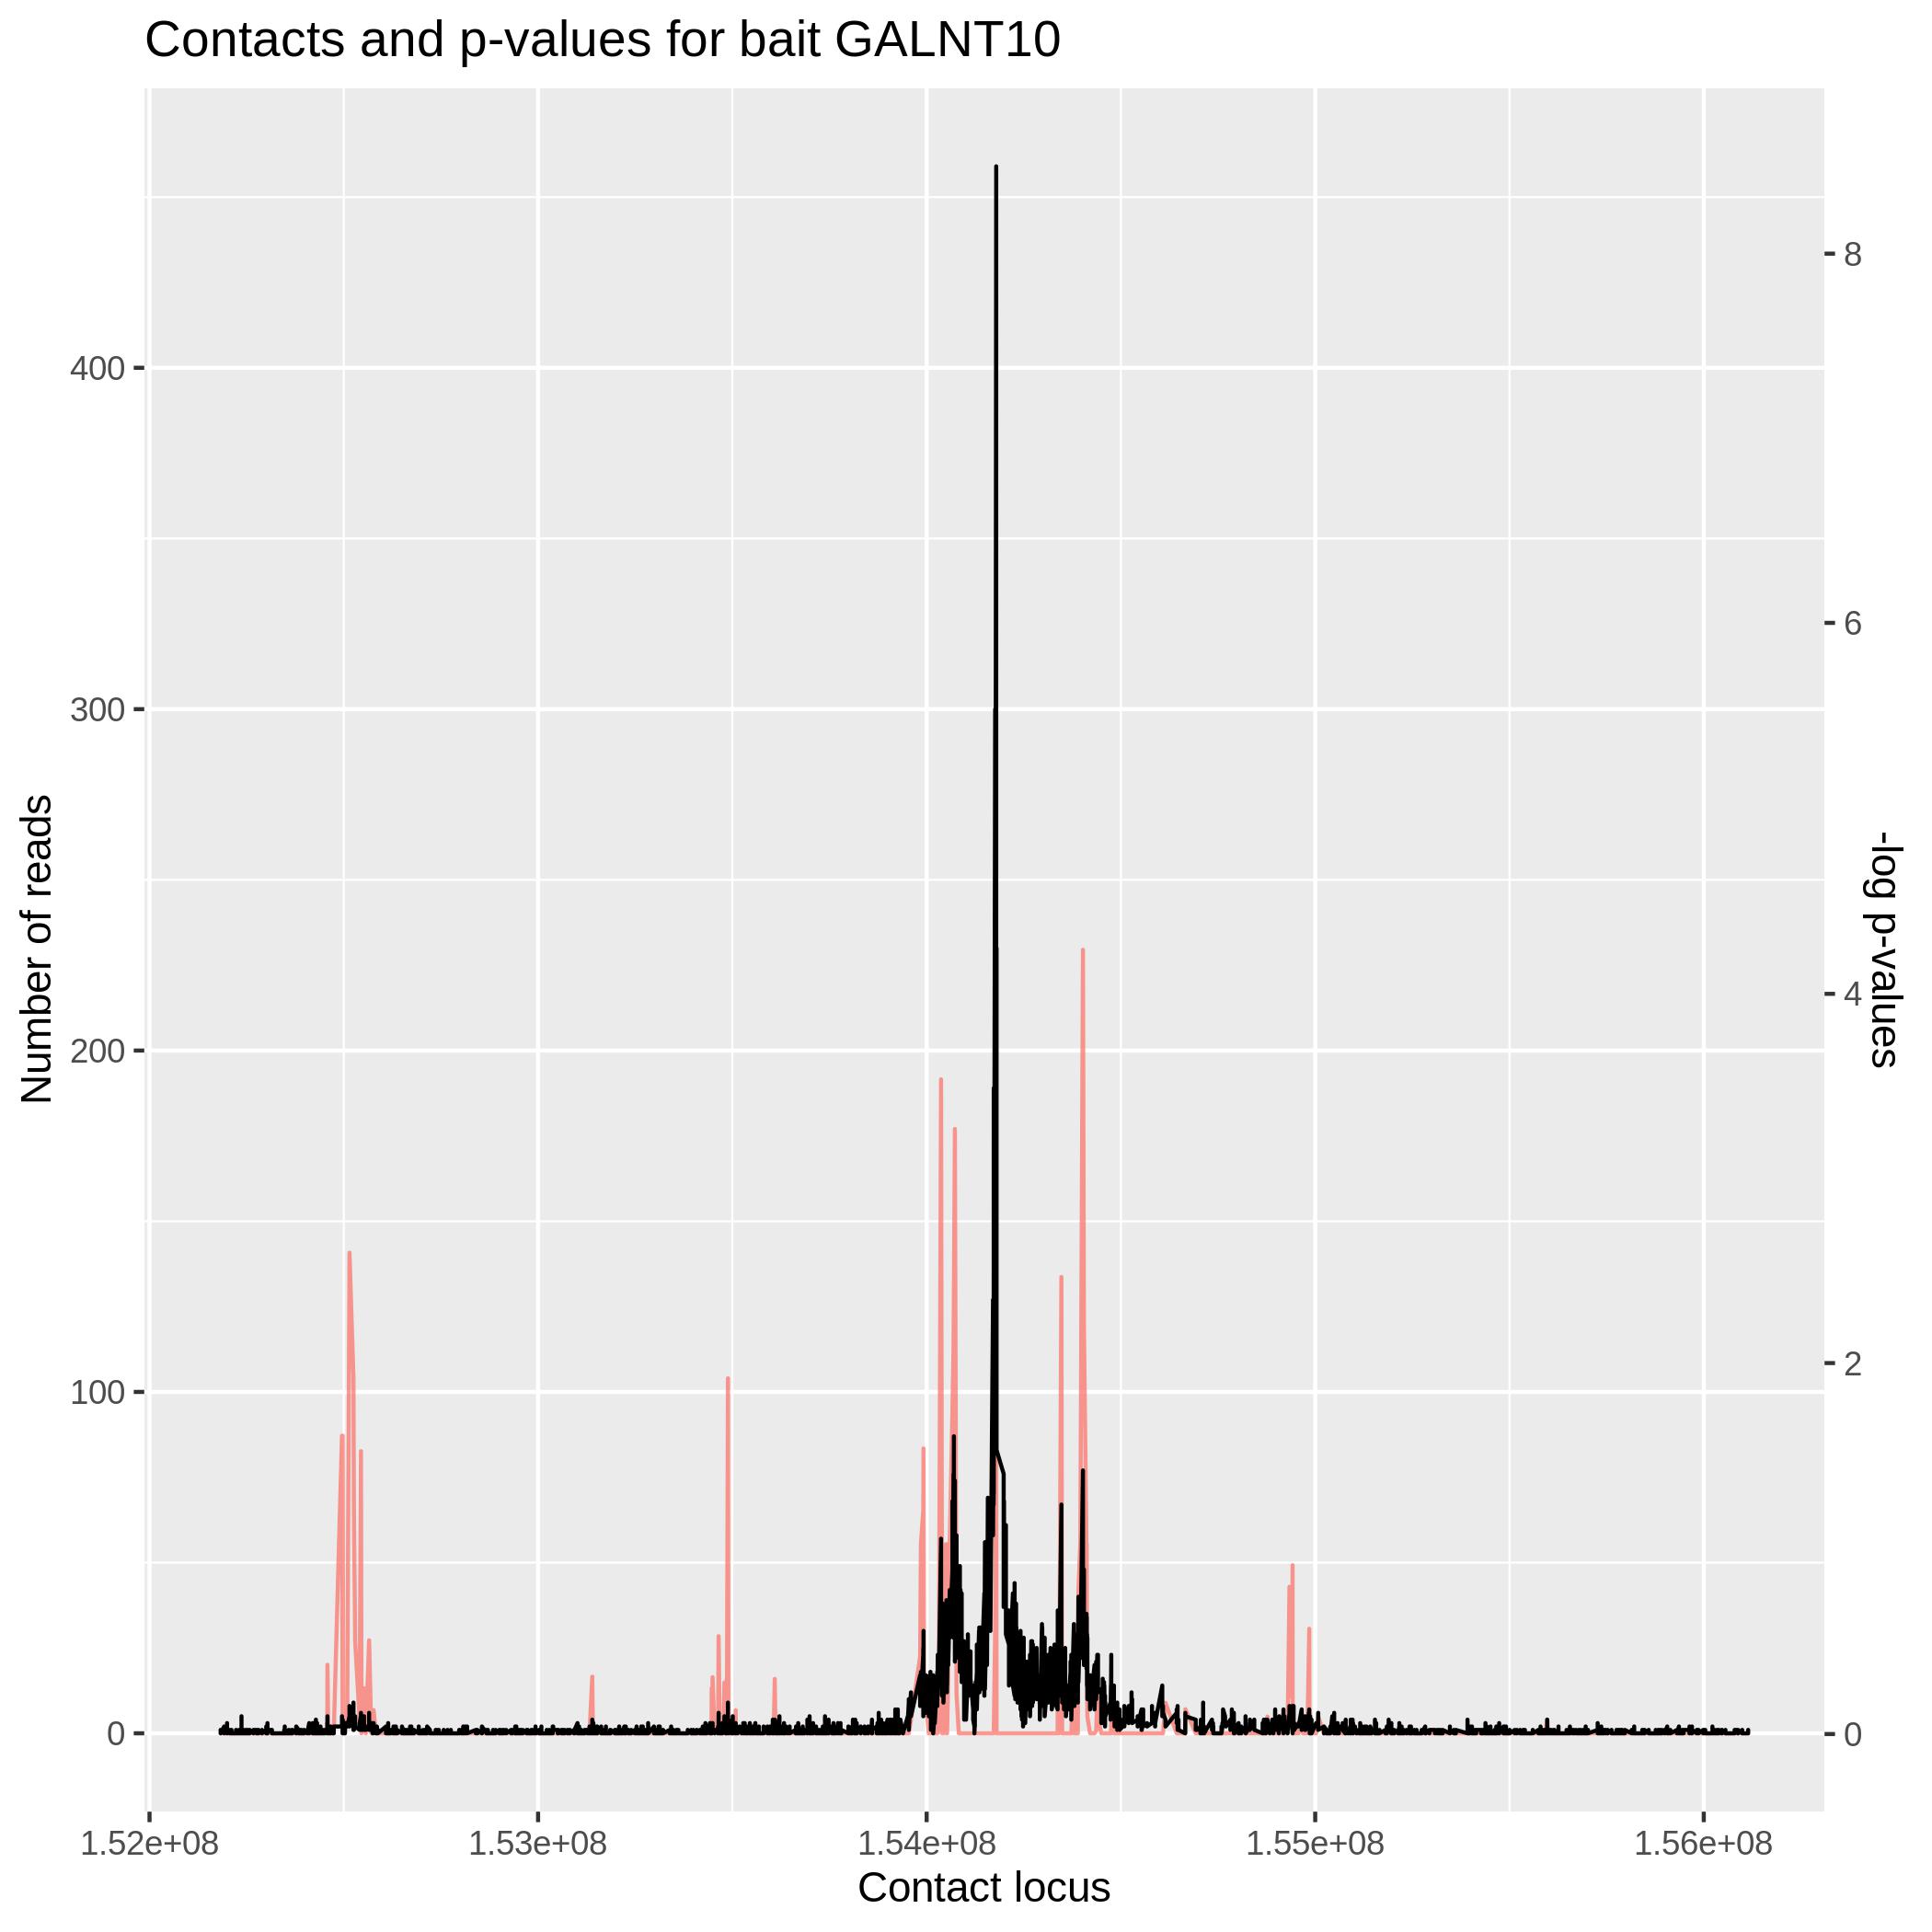 Contacts and p-values for bait GALNT10
Number of reads
400
300
200
100
0
8
6
4
2
0
-log p-values
1.52e+08
1.53e+08
1.54e+08
1.55e+08
1.56e+08
Contact locus